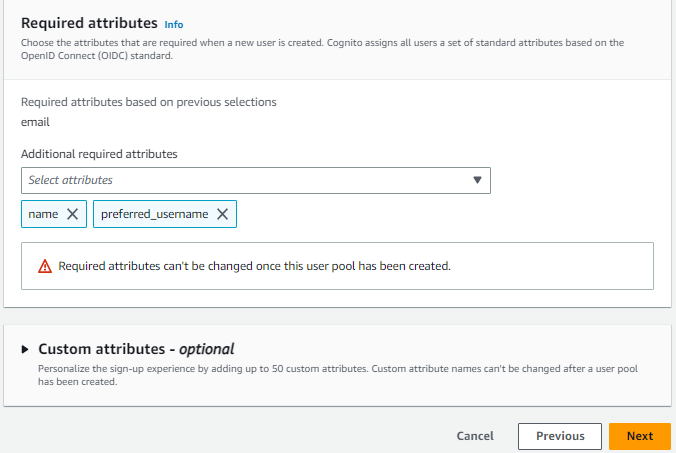 Required attributes Info
Choose the attributes that are required when a new user is created. Cognito assigns all users a set of standard attributes based on the
OpenID Connect (OIDC) standard.
Required attributes based on previous selections
email
Additional required attributes
Select attributes
name preferred_username
Required attributes can't be changed once this user pool has been created.
Custom attributes - optional
Personalize the sign-up experience by adding up to 50 custom attributes. Custom attribute names can't be changed after a user pool
has been created.
Cancel Previous Next